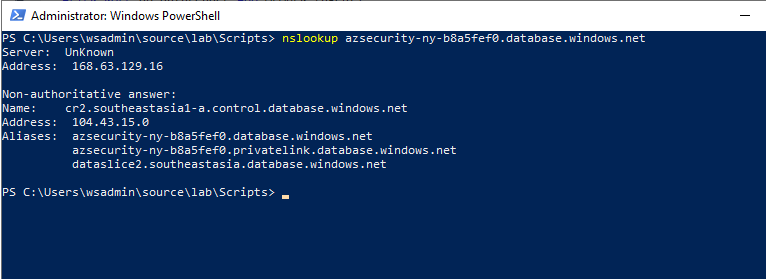 Administrator: Windows PowerShell
PS C:\Users\wsadmin\source\lab\Scripts> nslookup azsecurity-ny-b8a5fef0.database.windows.net
Server:  UnKnown
Address:  168.63.129.16
Non-authoritative answer:
Name:    cr2.southeastasia1-a.control.database.windows.net
Address:  104.43.15.0
Aliases:  azsecurity-ny-b8a5fef0.database.windows.net
azsecurity-ny-b8a5fef0.privatelink.database.windows.net
dataslice2.southeastasia.database.windows.net
PS C:\Users\wsadmin\source\lab\Scripts>